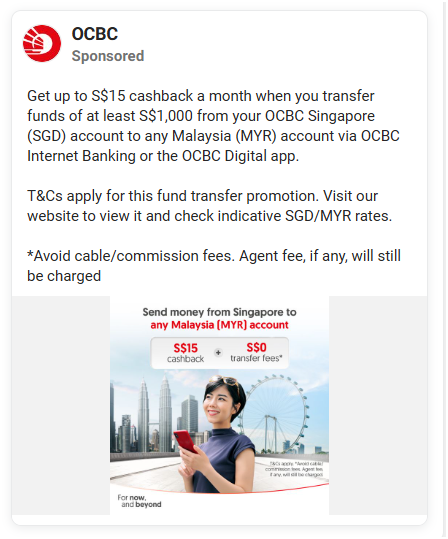 OCBC
Sponsored
Get up to S$15 cashback a month when you transfer
funds of at least S$1,000 from your OCBC Singapore
(SGD) account to any Malaysia (MYR) account via OCBC
Internet Banking or the OCBC Digital app.
T&Cs apply for this fund transfer promotion. Visit our
website to view it and check indicative SGD/MYR rates.
*Avoid cable/commission fees. Agent fee, if any, will still
be charged
Send money from Singapore to
any Malaysia (MYR) account
S$15 cashback + S$0 transfer fees*
T&Cs apply. *Avoid cable/
commission fees. Agent fee,
if any, will still be charged
For now,
and beyond